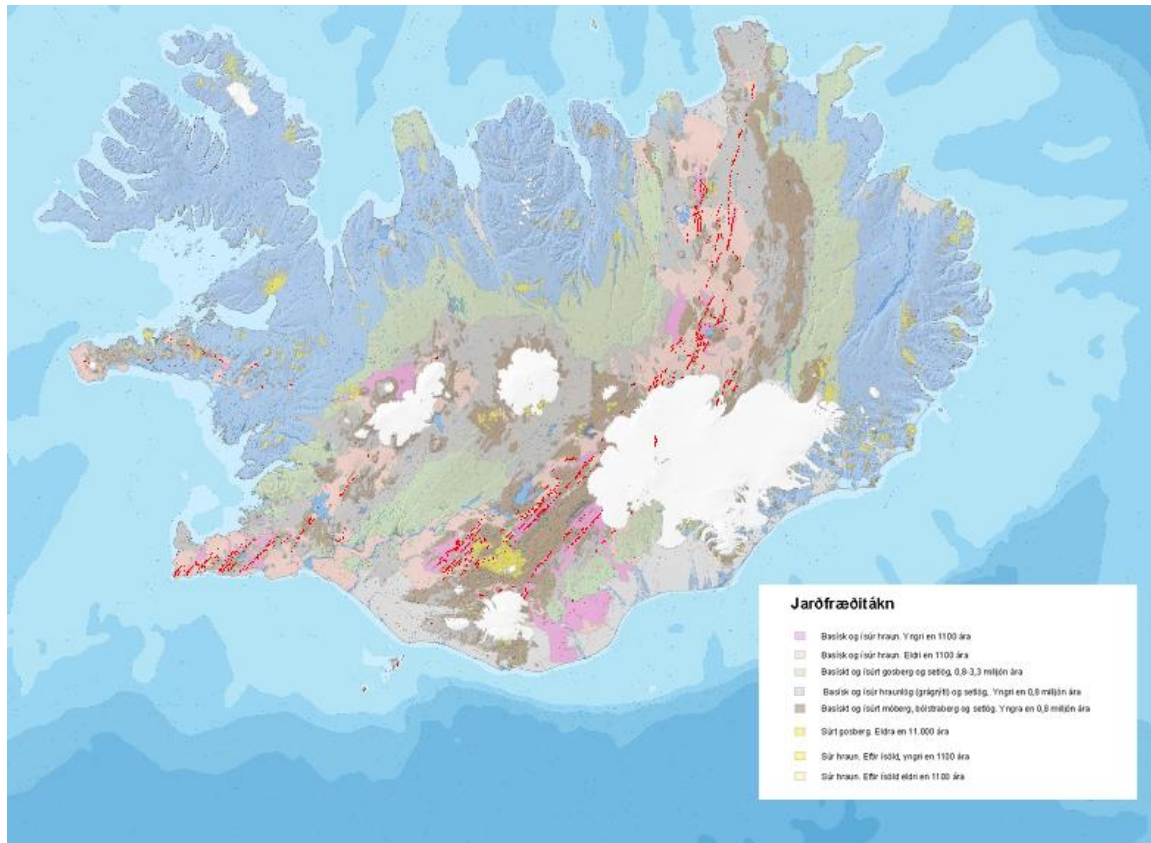 Jarðfræðitákn
Basísk og ísúr hraun. Yngri en 1100 ára
Basísk og ísúr hraun. Eldri en 1100 ára
Basískt og ísúrt gosberg og setlög, 0,8-3,3 milljón ára
Basísk og ísúr hraunlög (grágrýti) og setlög,. Yngri en 0,8 milljón ára
Basískt og ísúrt móberg, bólstraberg og setlög. Yngra en 0,8 milljón ára
Súrt gosberg. Eldra en 11.000 ára
Súr hraun. Eftir ísöld, yngri en 1100 ára
Súr hraun. Eftir ísöld eldri en 1100 ára